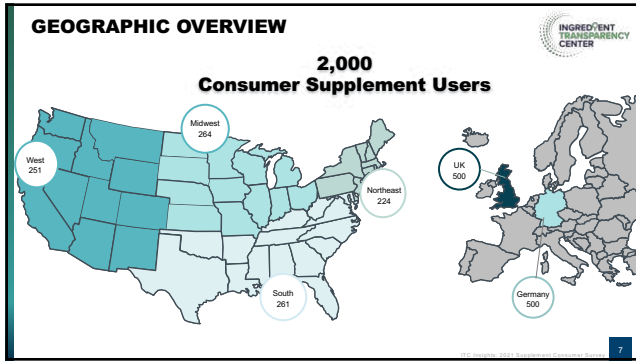 GEOGRAPHIC OVERVIEW
INGREDIENT
TRANSPARENCY
CENTER
2,000
Consumer Supplement Users
Midwest
264
West
251
UK
500
Northeast
224
South
261
Germany
500
ITC Insights: 2021 Supplement Consumer Survey
7